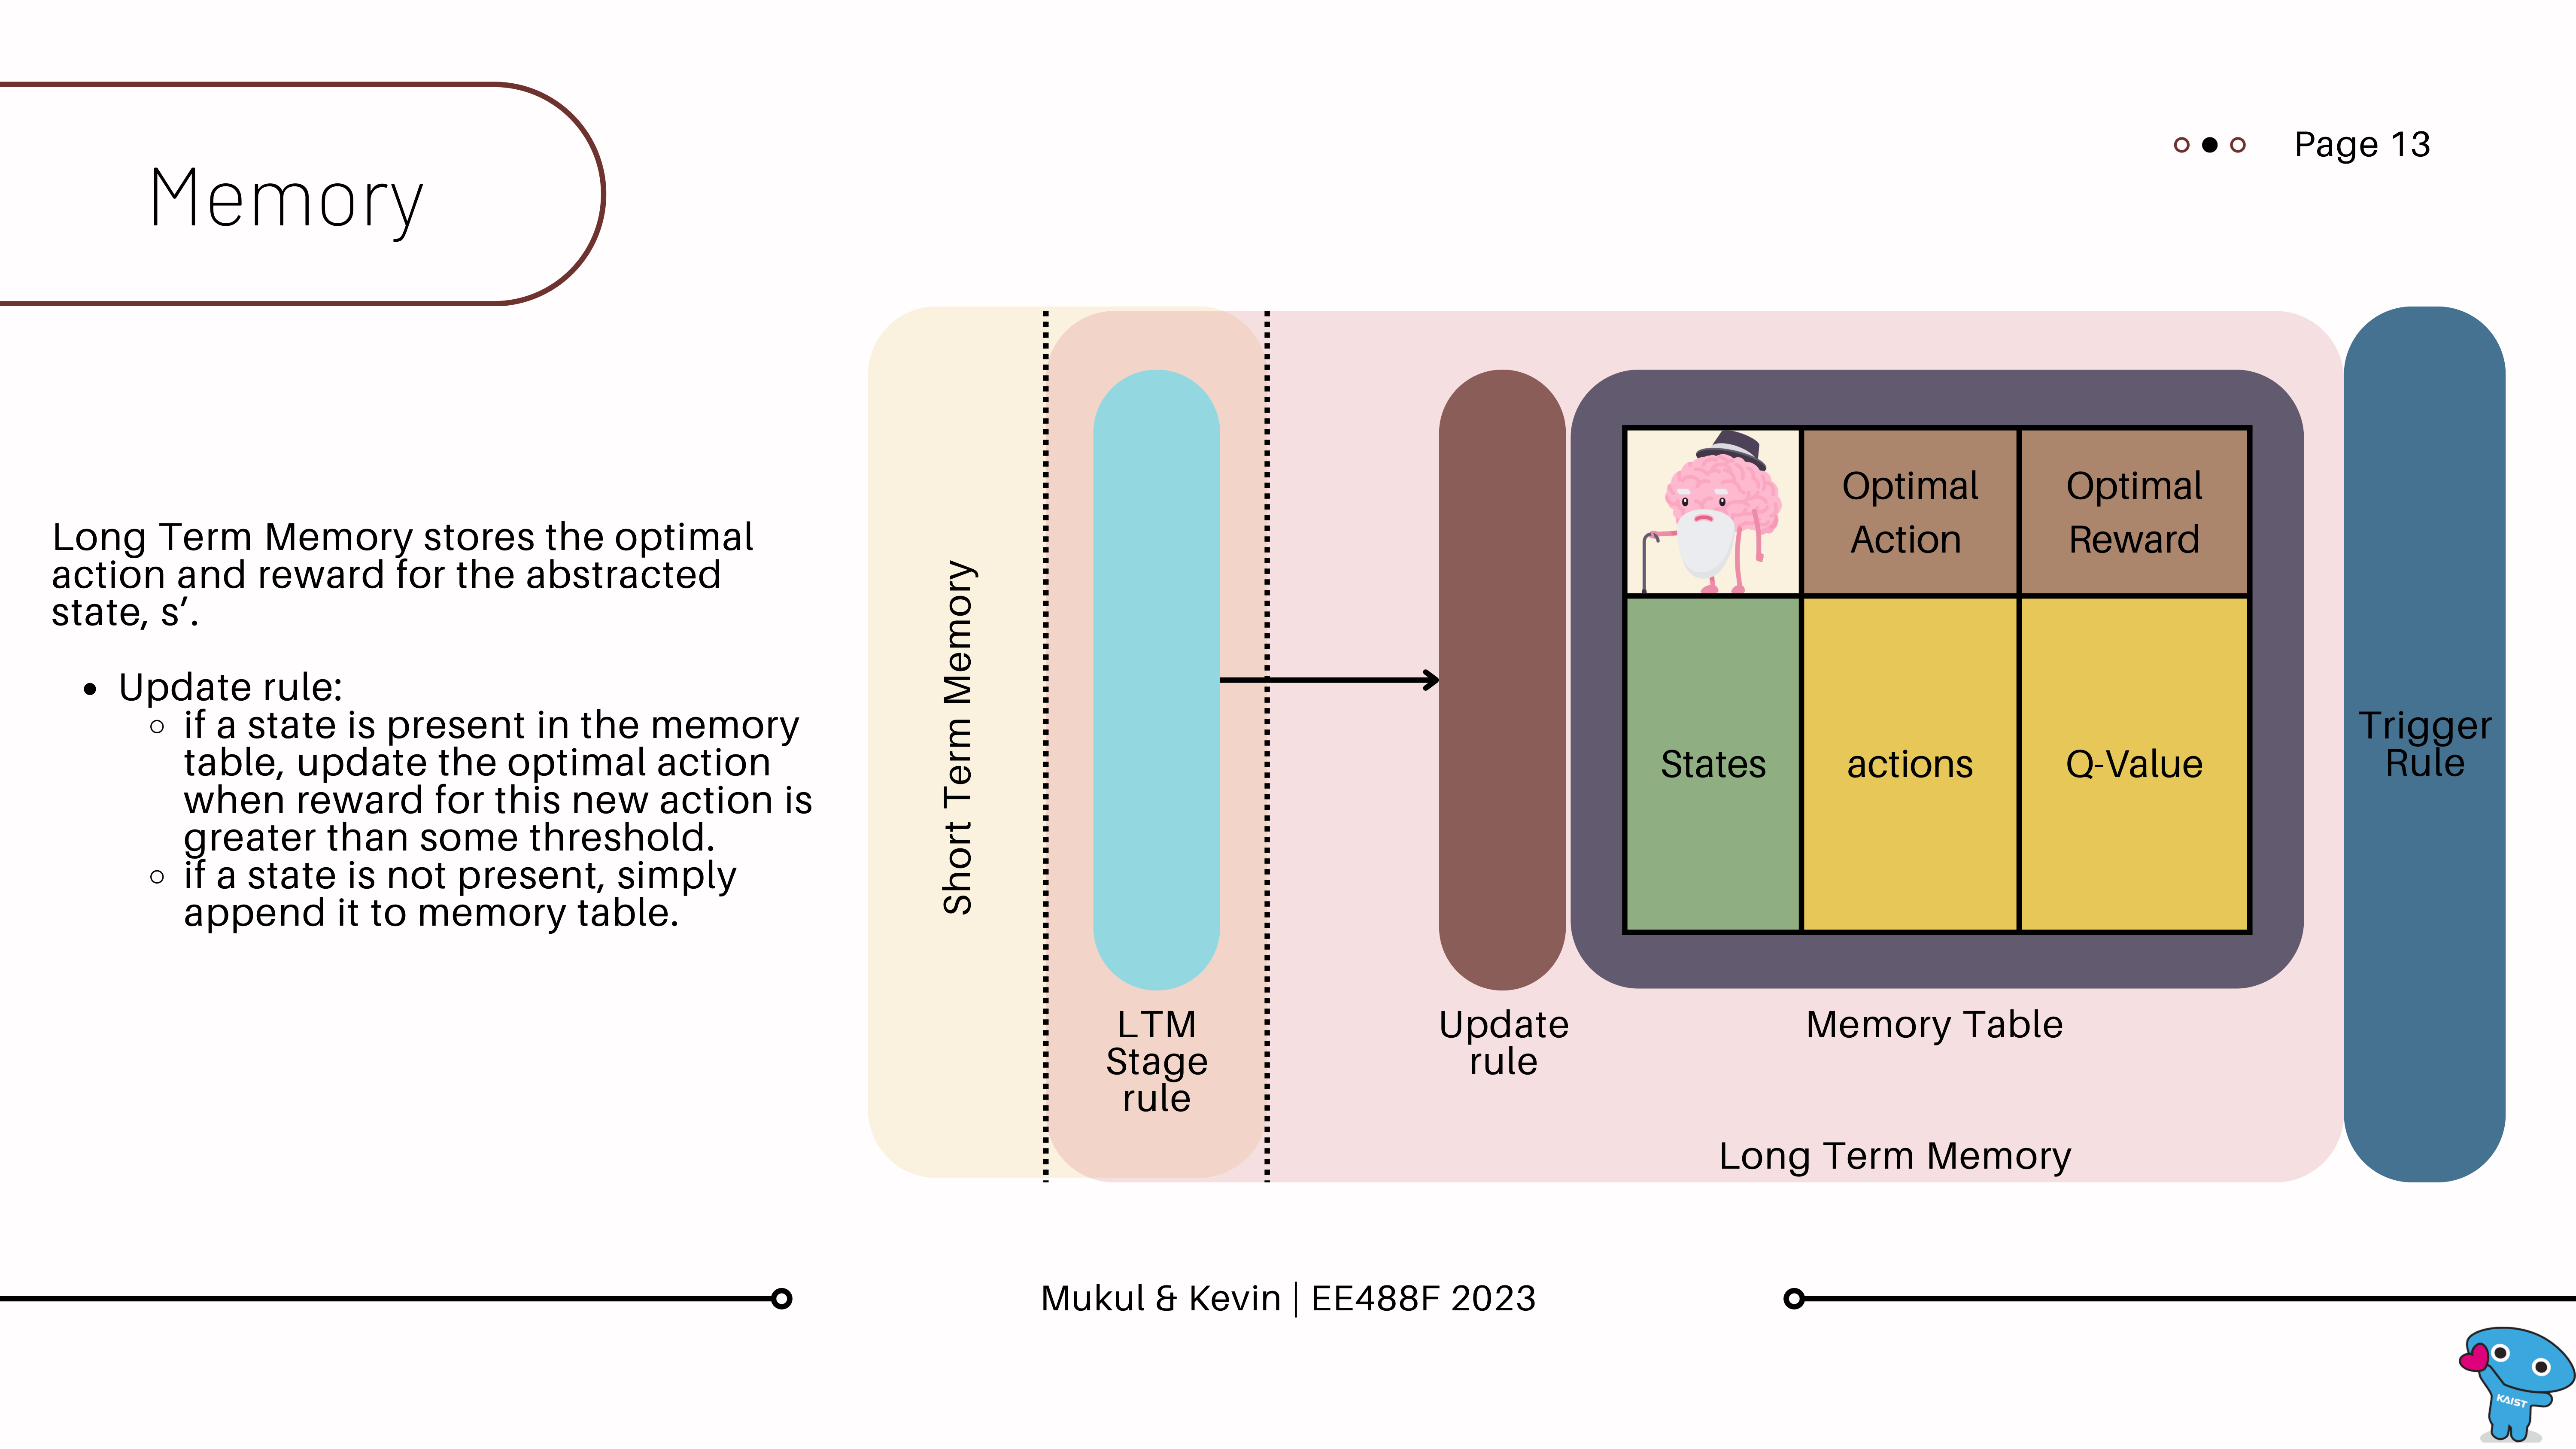 Memory
Page 13
Long Term Memory stores the optimal
action and reward for the abstracted
state, s’.
• Update rule:
○ if a state is present in the memory
table, update the optimal action
when reward for this new action is
greater than some threshold.
○ if a state is not present, simply
append it to memory table.
Short Term Memory
LTM
Stage
rule
Update
rule
Optimal
Action
Optimal
Reward
States
actions
Q-Value
Memory Table
Long Term Memory
Trigger
Rule
Mukul & Kevin | EE488F 2023
KAIST